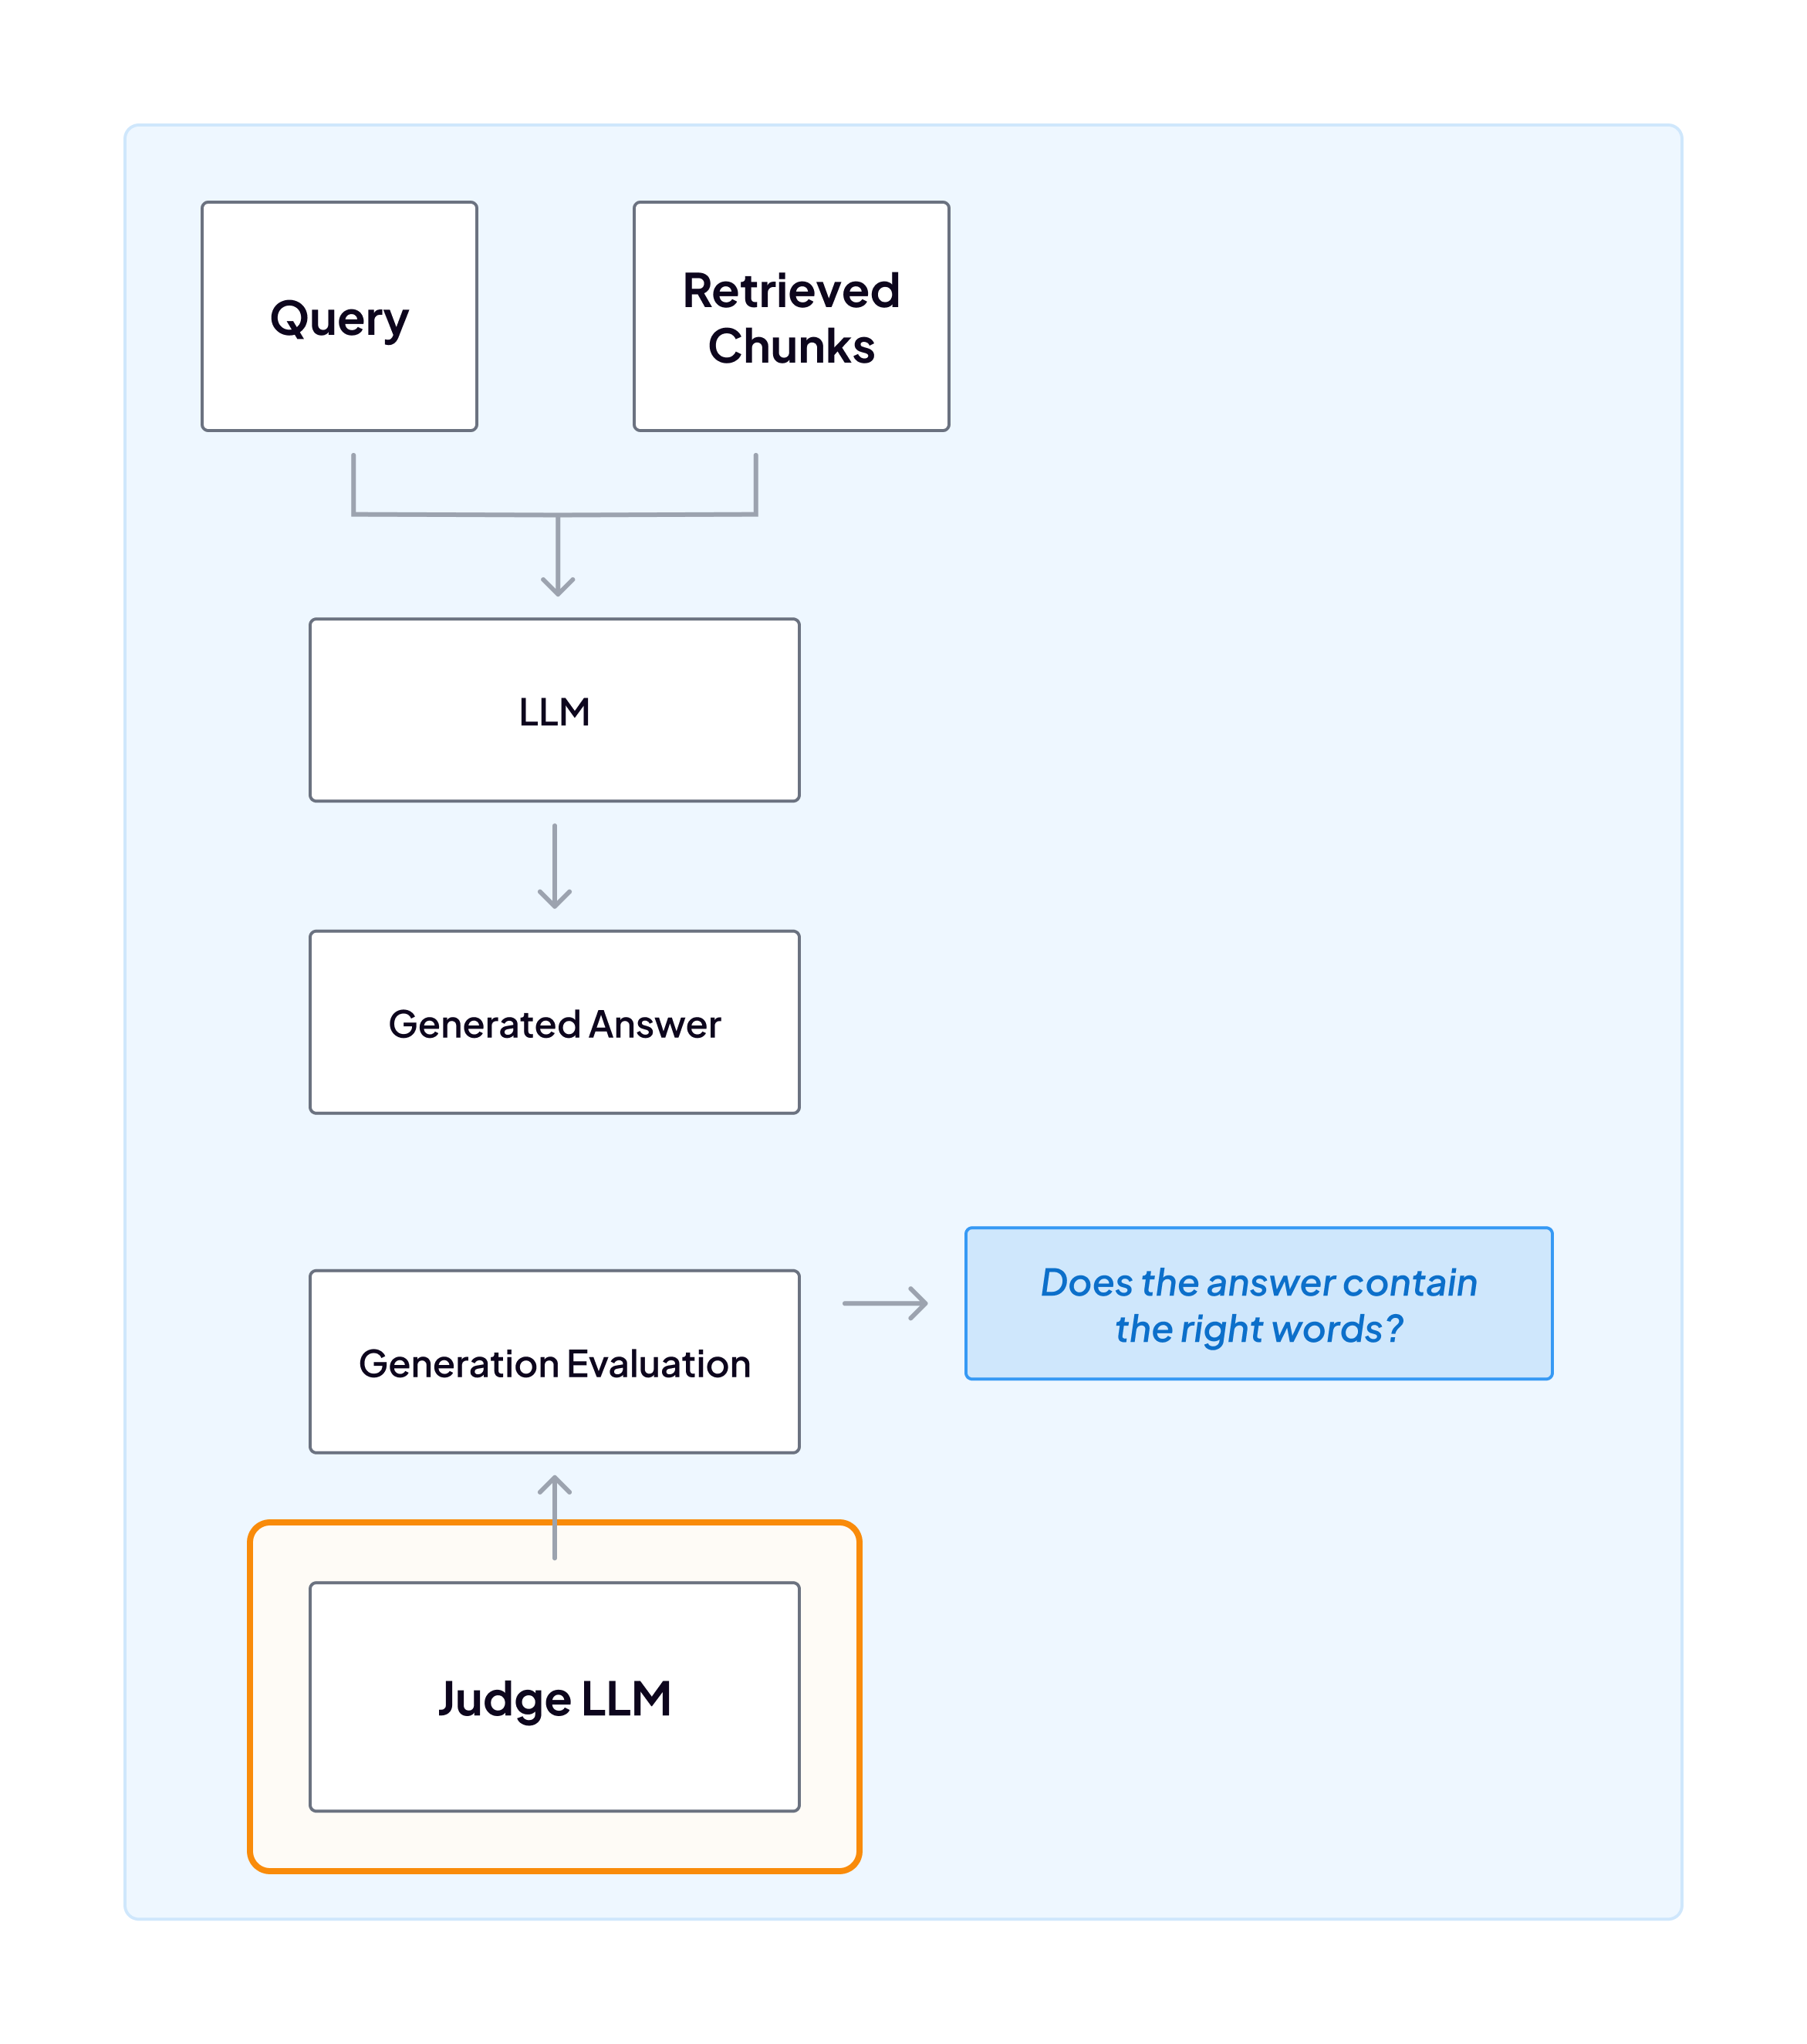 Query
Retrieved
Chunks
LLM
Generated Answer
Generation Evaluation
Does the answer contain
the right words?
Judge LLM